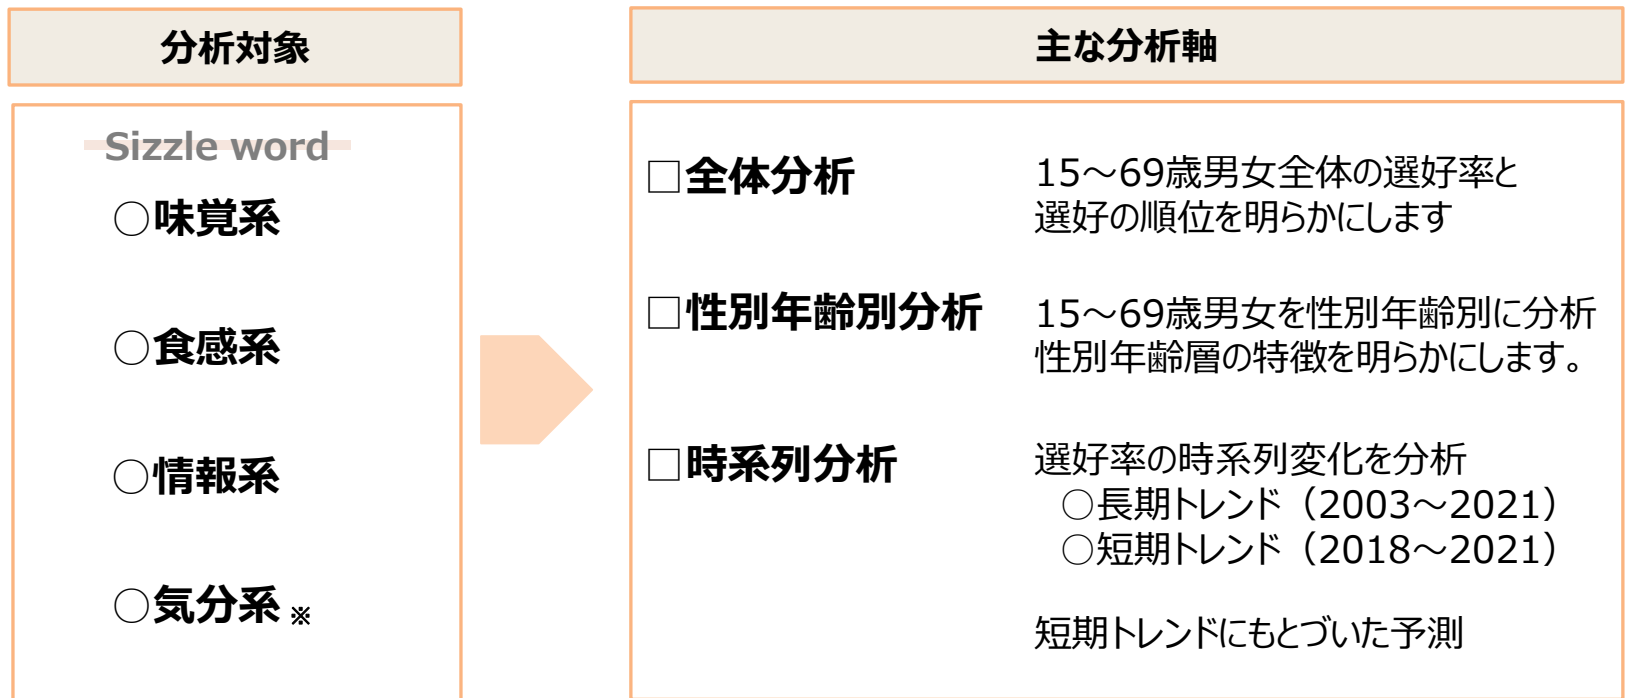 分析対象
Sizzle word
○味覚系
○食感系
○情報系
○気分系※
主な分析軸
□全体分析
15～69歳男女全体の選好率と
選好の順位を明らかにします
□性別年齢別分析
15～69歳男女を性別年齢別に分析
性別年齢層の特徴を明らかにします。
□時系列分析
選好率の時系列変化を分析
○長期トレンド（2003～2021）
○短期トレンド（2018～2021）
短期トレンドにもとづいた予測